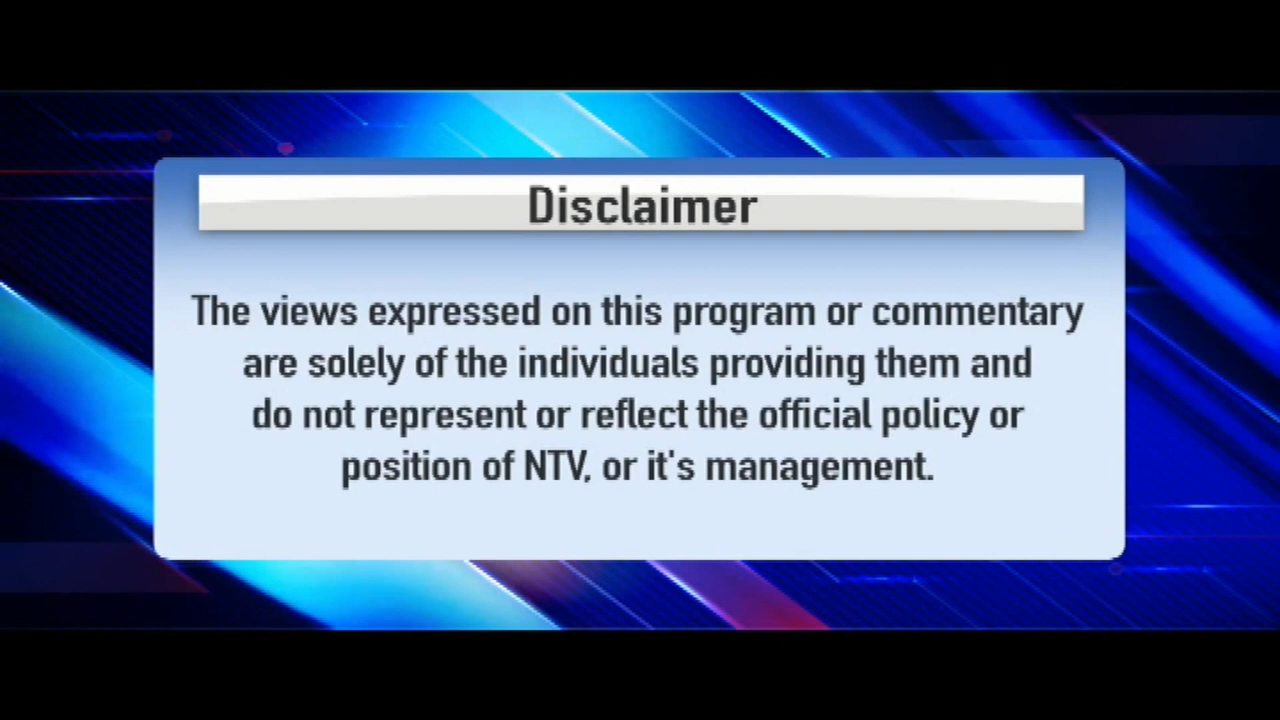 Disclaimer
The views expressed on this program or commentary
are solely of the individuals providing them and
do not represent or reflect the official policy or
position of NTV, or it's management.